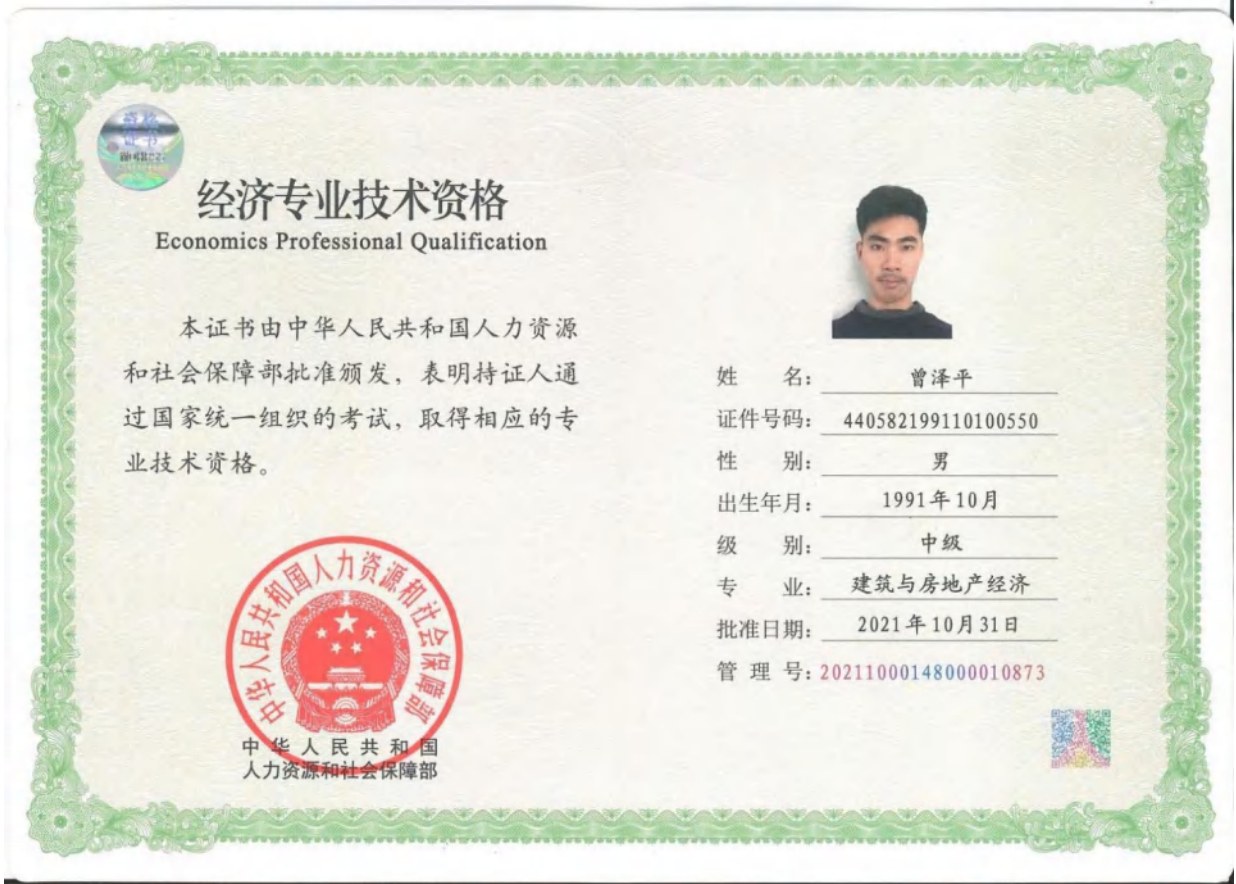 经济专业技术资格
Economics Professional Qualification
本证书由中华人民共和国人力资源
和社会保障部批准颁发，表明持证人通
过国家统一组织的考试，取得相应的专
业技术资格。
中华人民共和国人力资源和社会保障部
中华人民共和国
人力资源和社会保障部
姓 名： 曾泽平
证件号码： 440582199110100550
性 别： 男
出生年月： 1991年10月
级 别： 中级
专 业： 建筑与房地产经济
批准日期： 2021年10月31日
管 理 号：20211000148000010873